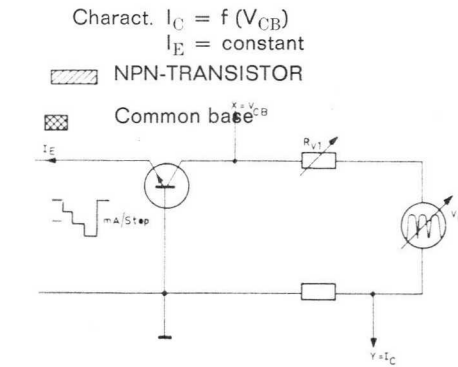 Charact. I_C = f (V_CB)
I_E = constant
NPN-TRANSISTOR
Common base
X = V_CB
I_E
R_V1
mA/Step
V
Y = I_C